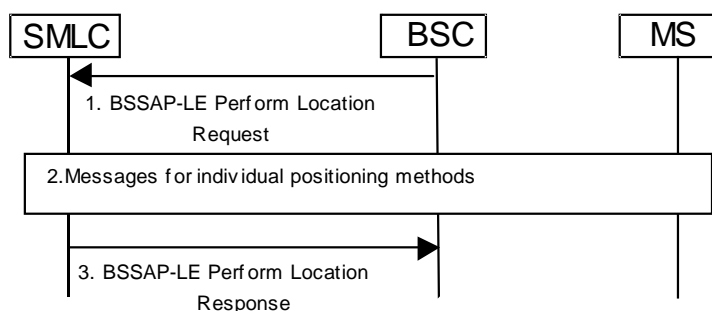 SMLC
BSC
MS
1. BSSAP-LE Perform Location
Request
2.Messages for individual positioning methods
3. BSSAP-LE Perform Location
Response